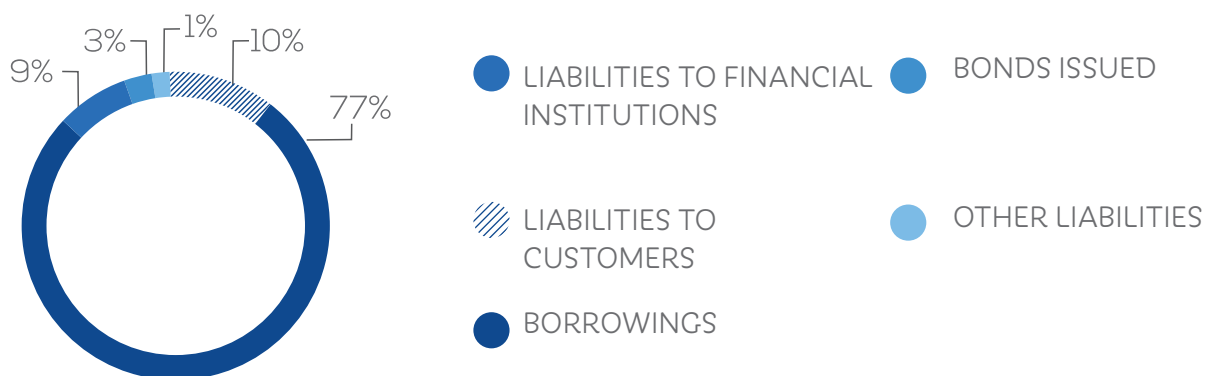 1%
3%
10%
9%
77%
LIABILITIES TO FINANCIAL
INSTITUTIONS
BONDS ISSUED
LIABILITIES TO
CUSTOMERS
OTHER LIABILITIES
BORROWINGS